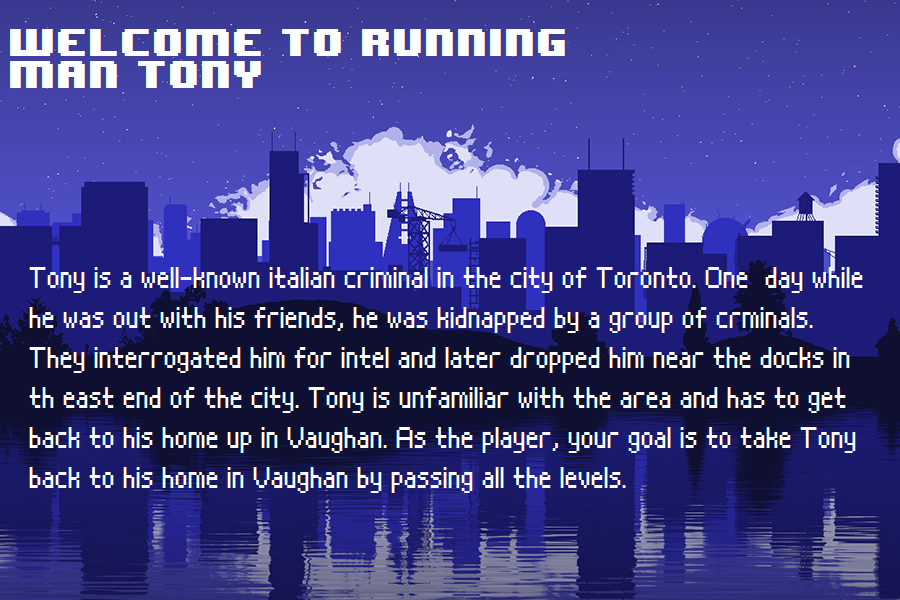 WELCOME TO RUNNING
MAN TONY
Tony is a well-known italian criminal in the city of Toronto. One  day while
he was out with his friends, he was kidnapped by a group of crminals.
They interrogated him for intel and later dropped him near the docks in
th east end of the city. Tony is unfamiliar with the area and has to get
back to his home up in Vaughan. As the player, your goal is to take Tony
back to his home in Vaughan by passing all the levels.